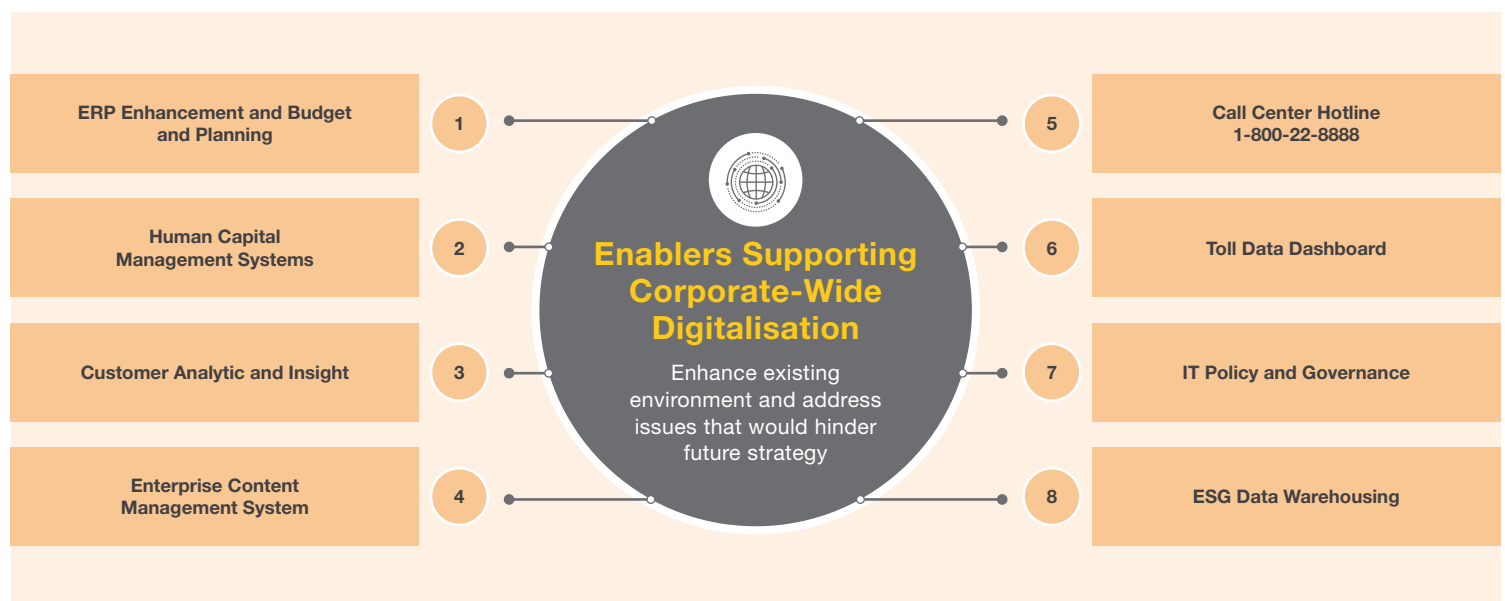 ERP Enhancement and Budget
and Planning
1
Human Capital
Management Systems
2
Customer Analytic and Insight
3
Enterprise Content
Management System
4
Enablers Supporting
Corporate-Wide
Digitalisation
Enhance existing
environment and address
issues that would hinder
future strategy
5
Call Center Hotline
1-800-22-8888
6
Toll Data Dashboard
7
IT Policy and Governance
8
ESG Data Warehousing